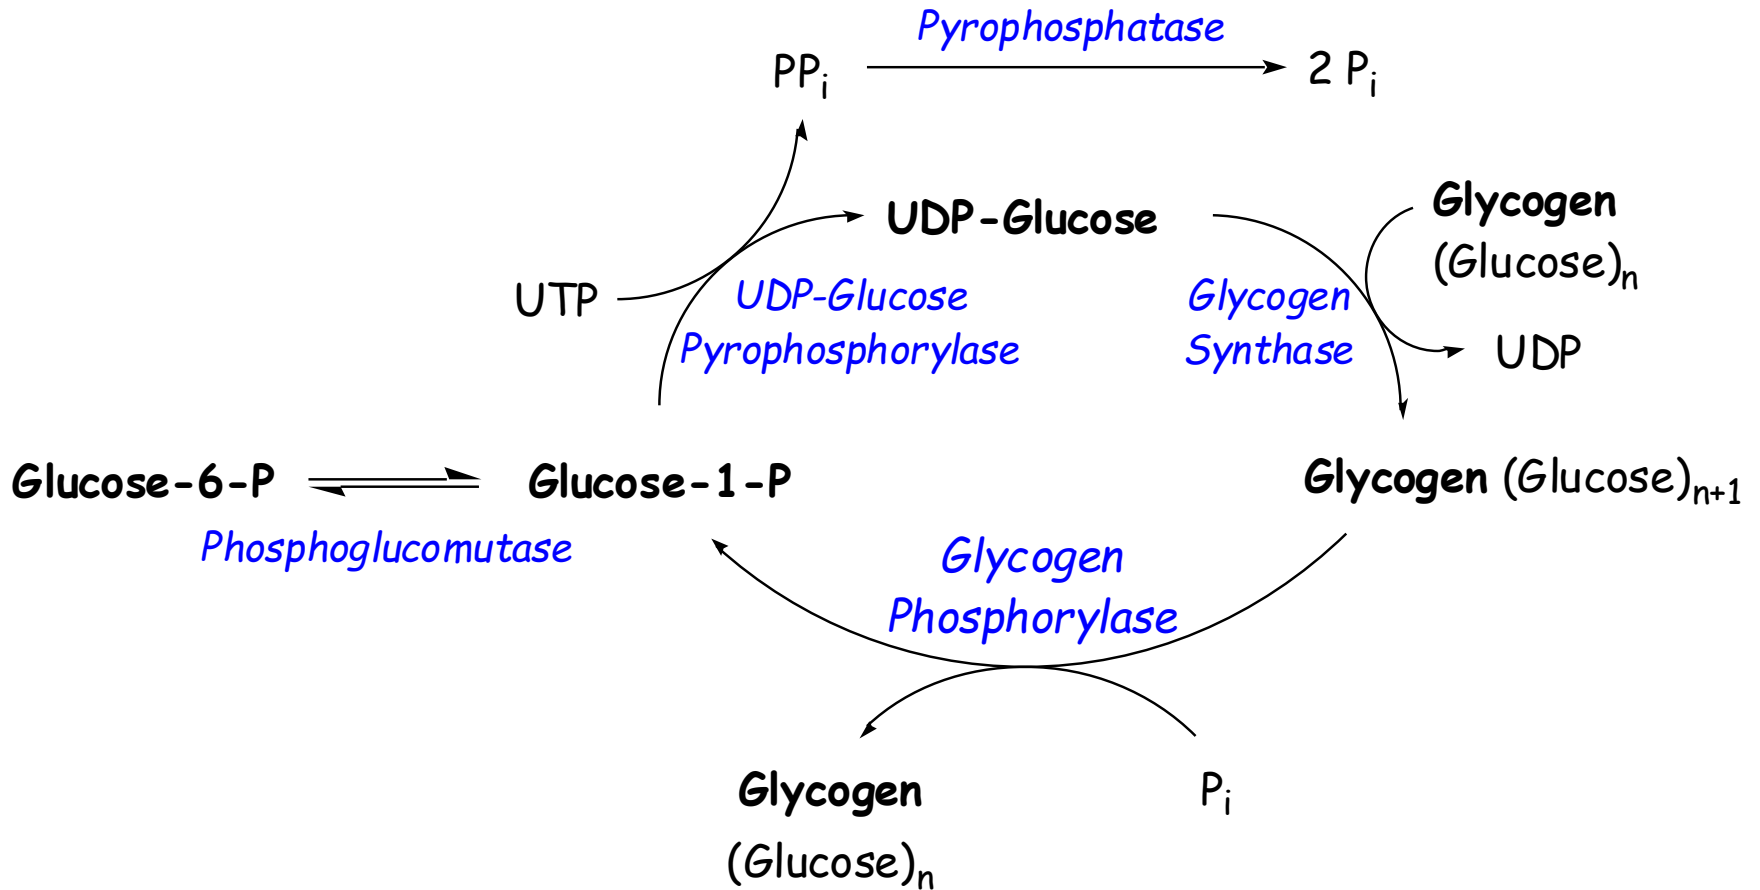 Pyrophosphatase
PPi
2 Pi
UDP-Glucose
Glycogen
(Glucose)n
UTP
UDP-Glucose
Pyrophosphorylase
Glycogen
Synthase
UDP
Glucose-6-P
Glucose-1-P
Glycogen (Glucose)n+1
Phosphoglucomutase
Glycogen
Phosphorylase
Glycogen
(Glucose)n
Pi